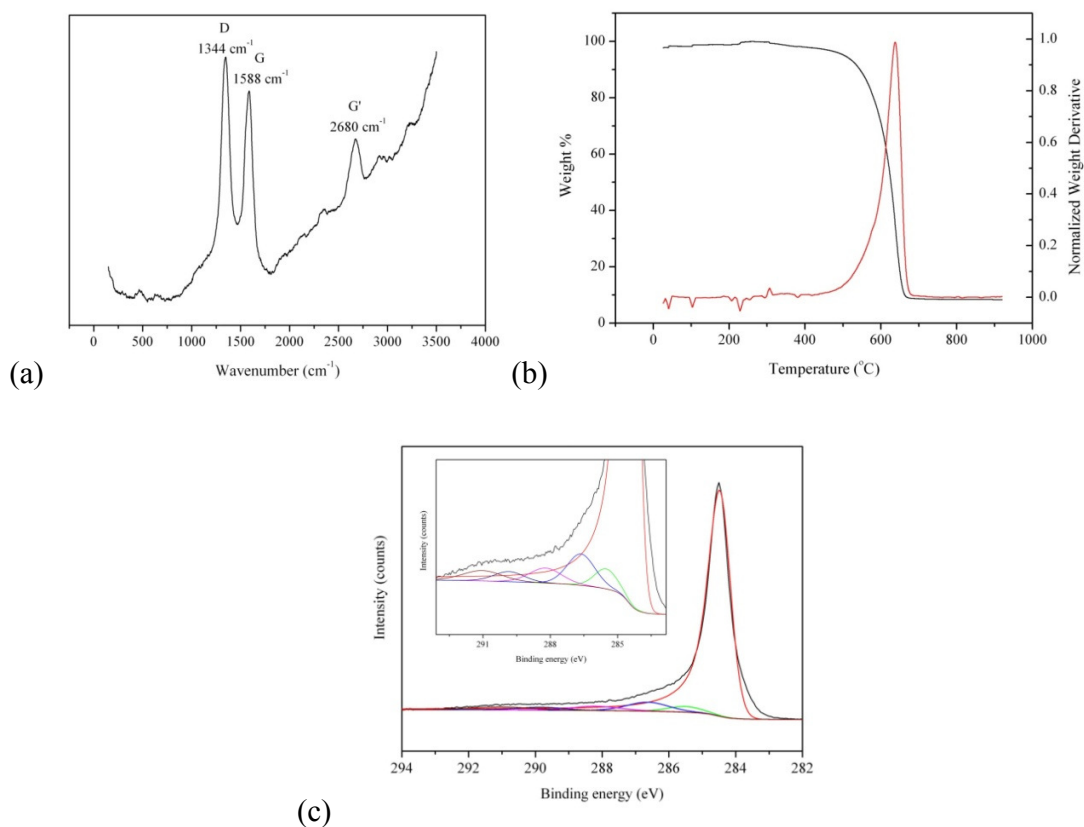 D
1344 cm⁻¹
G
1588 cm⁻¹
G'
2680 cm⁻¹
0 500 1000 1500 2000 2500 3000 3500 4000
Wavenumber (cm⁻¹)
(a)
100
80
60
40
20
0
Weight %
1.0
0.8
0.6
0.4
0.2
0.0
Normalized Weight Derivative
0 200 400 600 800 1000
Temperature (°C)
(b)
Intensity (counts)
Intensity (counts)
291 288 285
Binding energy (eV)
294 292 290 288 286 284 282
Binding energy (eV)
(c)